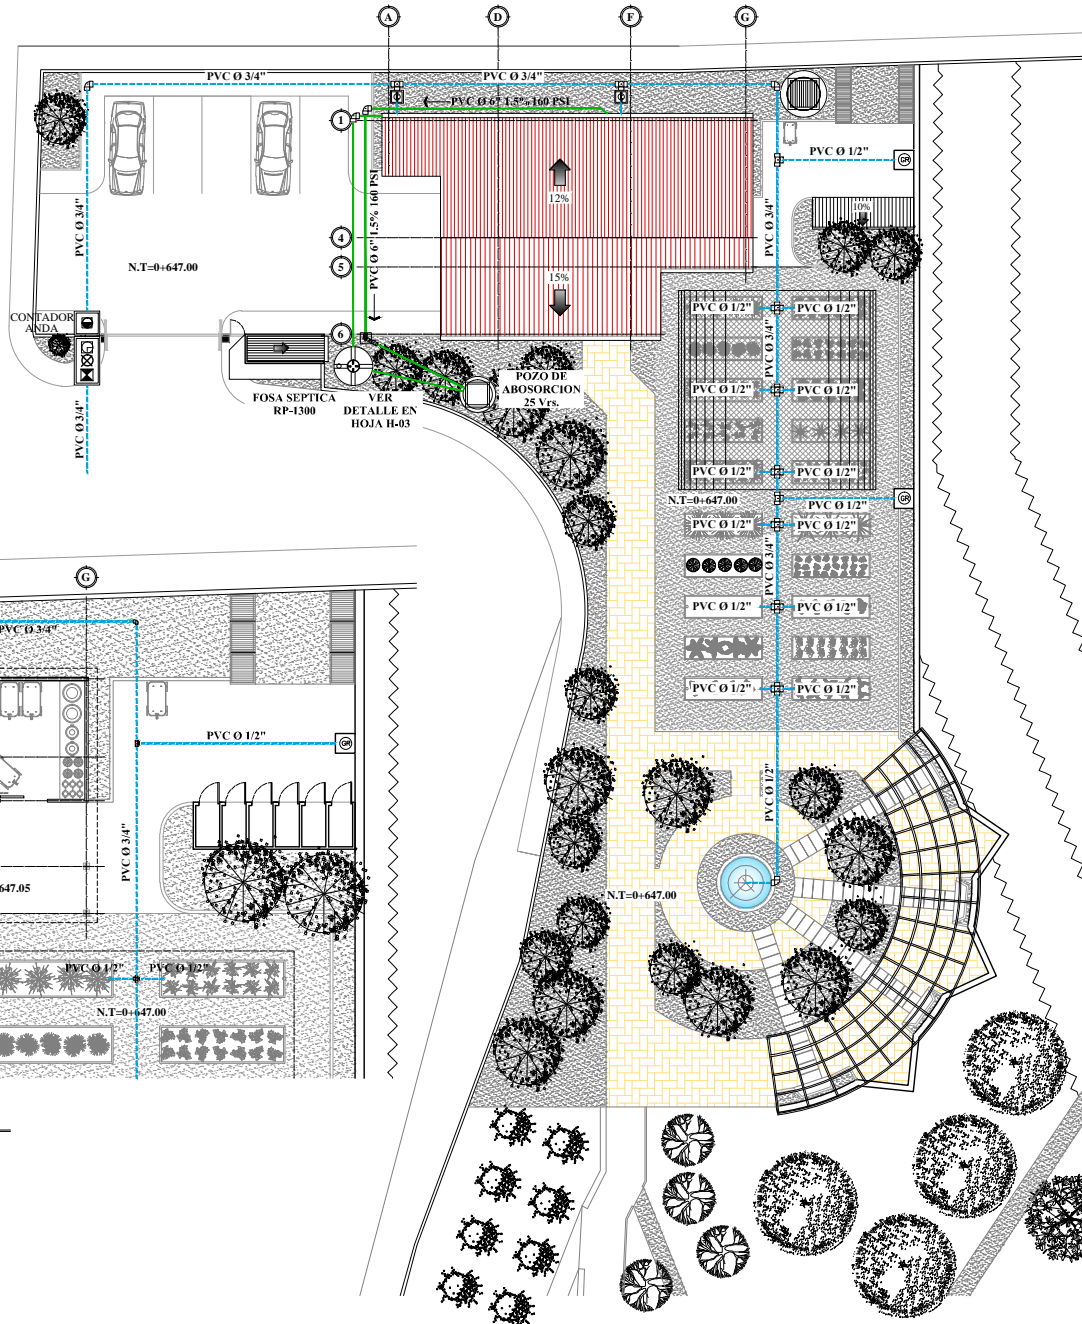 A
D
F
G
PVC Ø 3/4"
PVC Ø 3/4"
PVC Ø 6" 1.5% 160 PSI
1
PVC Ø 1/2"
GR
PVC Ø 3/4"
PVC Ø 6" 1.5% 160 PSI
12%
PVC Ø 3/4"
10%
4
N.T=0+647.00
5
15%
CONTADOR
ANDA
6
PVC Ø 1/2"
PVC Ø 1/2"
PVC Ø 3/4"
FOSA SEPTICA
RP-1300
VER
DETALLE EN
HOJA H-03
POZO DE
ABOSORCION
25 Vrs.
PVC Ø 1/2"
PVC Ø 1/2"
PVC Ø 3/4"
PVC Ø 1/2"
PVC Ø 1/2"
N.T=0+647.00
PVC Ø 1/2"
GR
PVC Ø 1/2"
PVC Ø 1/2"
PVC Ø 3/4"
PVC Ø 1/2"
PVC Ø 1/2"
PVC Ø 1/2"
PVC Ø 1/2"
PVC Ø 1/2"
N.T=0+647.00
G
PVC Ø 3/4"
PVC Ø 1/2"
GR
PVC Ø 3/4"
647.05
PVC Ø 1/2"
PVC Ø 1/2"
N.T=0+647.00